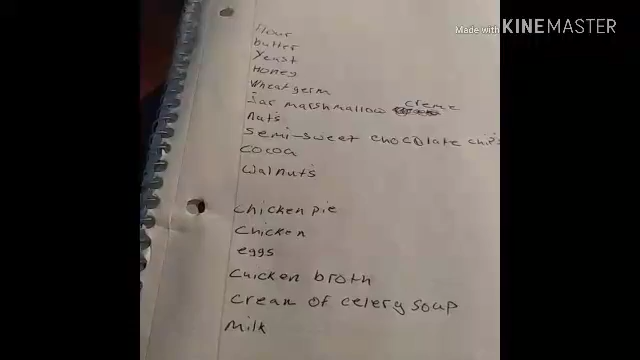 Made with KINEMASTER
flour
butter
yeast
Honey
Wheat germ
Jar marshmallow creme
nuts
semi-sweet chocolate chips
cocoa
walnuts
chicken pie
chicken
eggs
chicken broth
cream of celery soup
milk